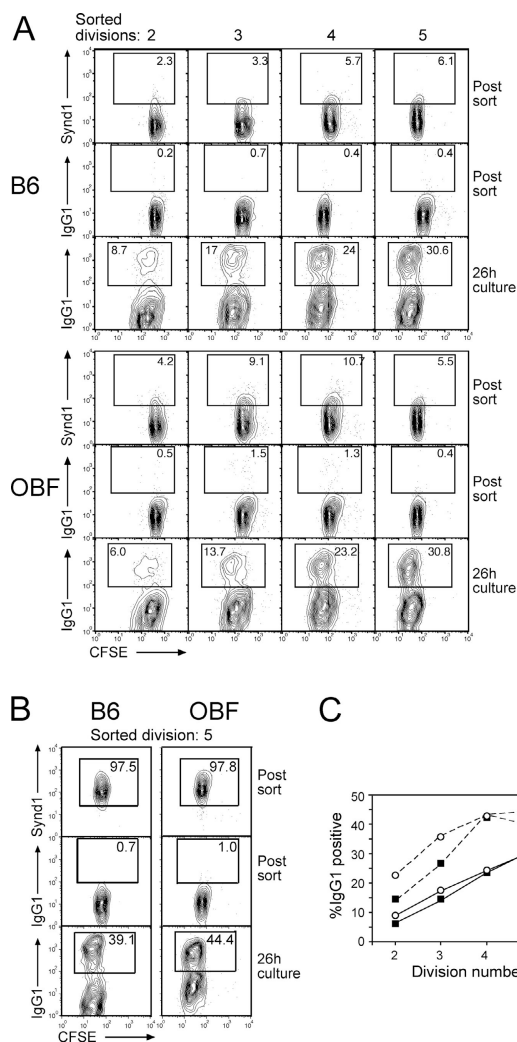 A
Sorted
divisions: 2 3 4 5
2.3 3.3 5.7 6.1
Synd1
Post
sort
B6
0.2 0.7 0.4 0.4
IgG1
Post
sort
8.7 17 24 30.6
IgG1
26h
culture
4.2 9.1 10.7 5.5
Synd1
Post
sort
OBF
0.5 1.5 1.3 0.4
IgG1
Post
sort
6.0 13.7 23.2 30.8
IgG1
26h
culture
CFSE
B
B6 OBF
Sorted division: 5
97.5 97.8
Synd1
Post
sort
0.7 1.0
IgG1
Post
sort
39.1 44.4
IgG1
26h
culture
CFSE
C
50
40
30
20
10
0
%IgG1 positive
2 3 4
Division numbe